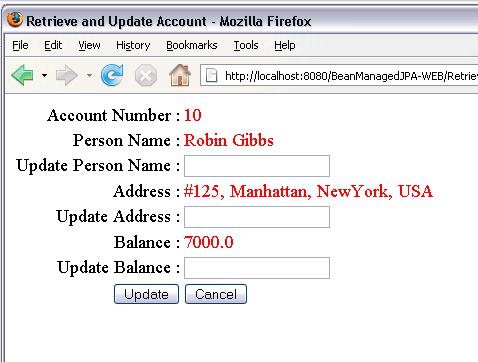 Retrieve and Update Account - Mozilla Firefox
File Edit View History Bookmarks Tools Help
http://localhost:8080/BeanManagedJPA-WEB/Retrie
Account Number : 10
Person Name : Robin Gibbs
Update Person Name :
Address : #125, Manhattan, NewYork, USA
Update Address :
Balance : 7000.0
Update Balance :
Update Cancel